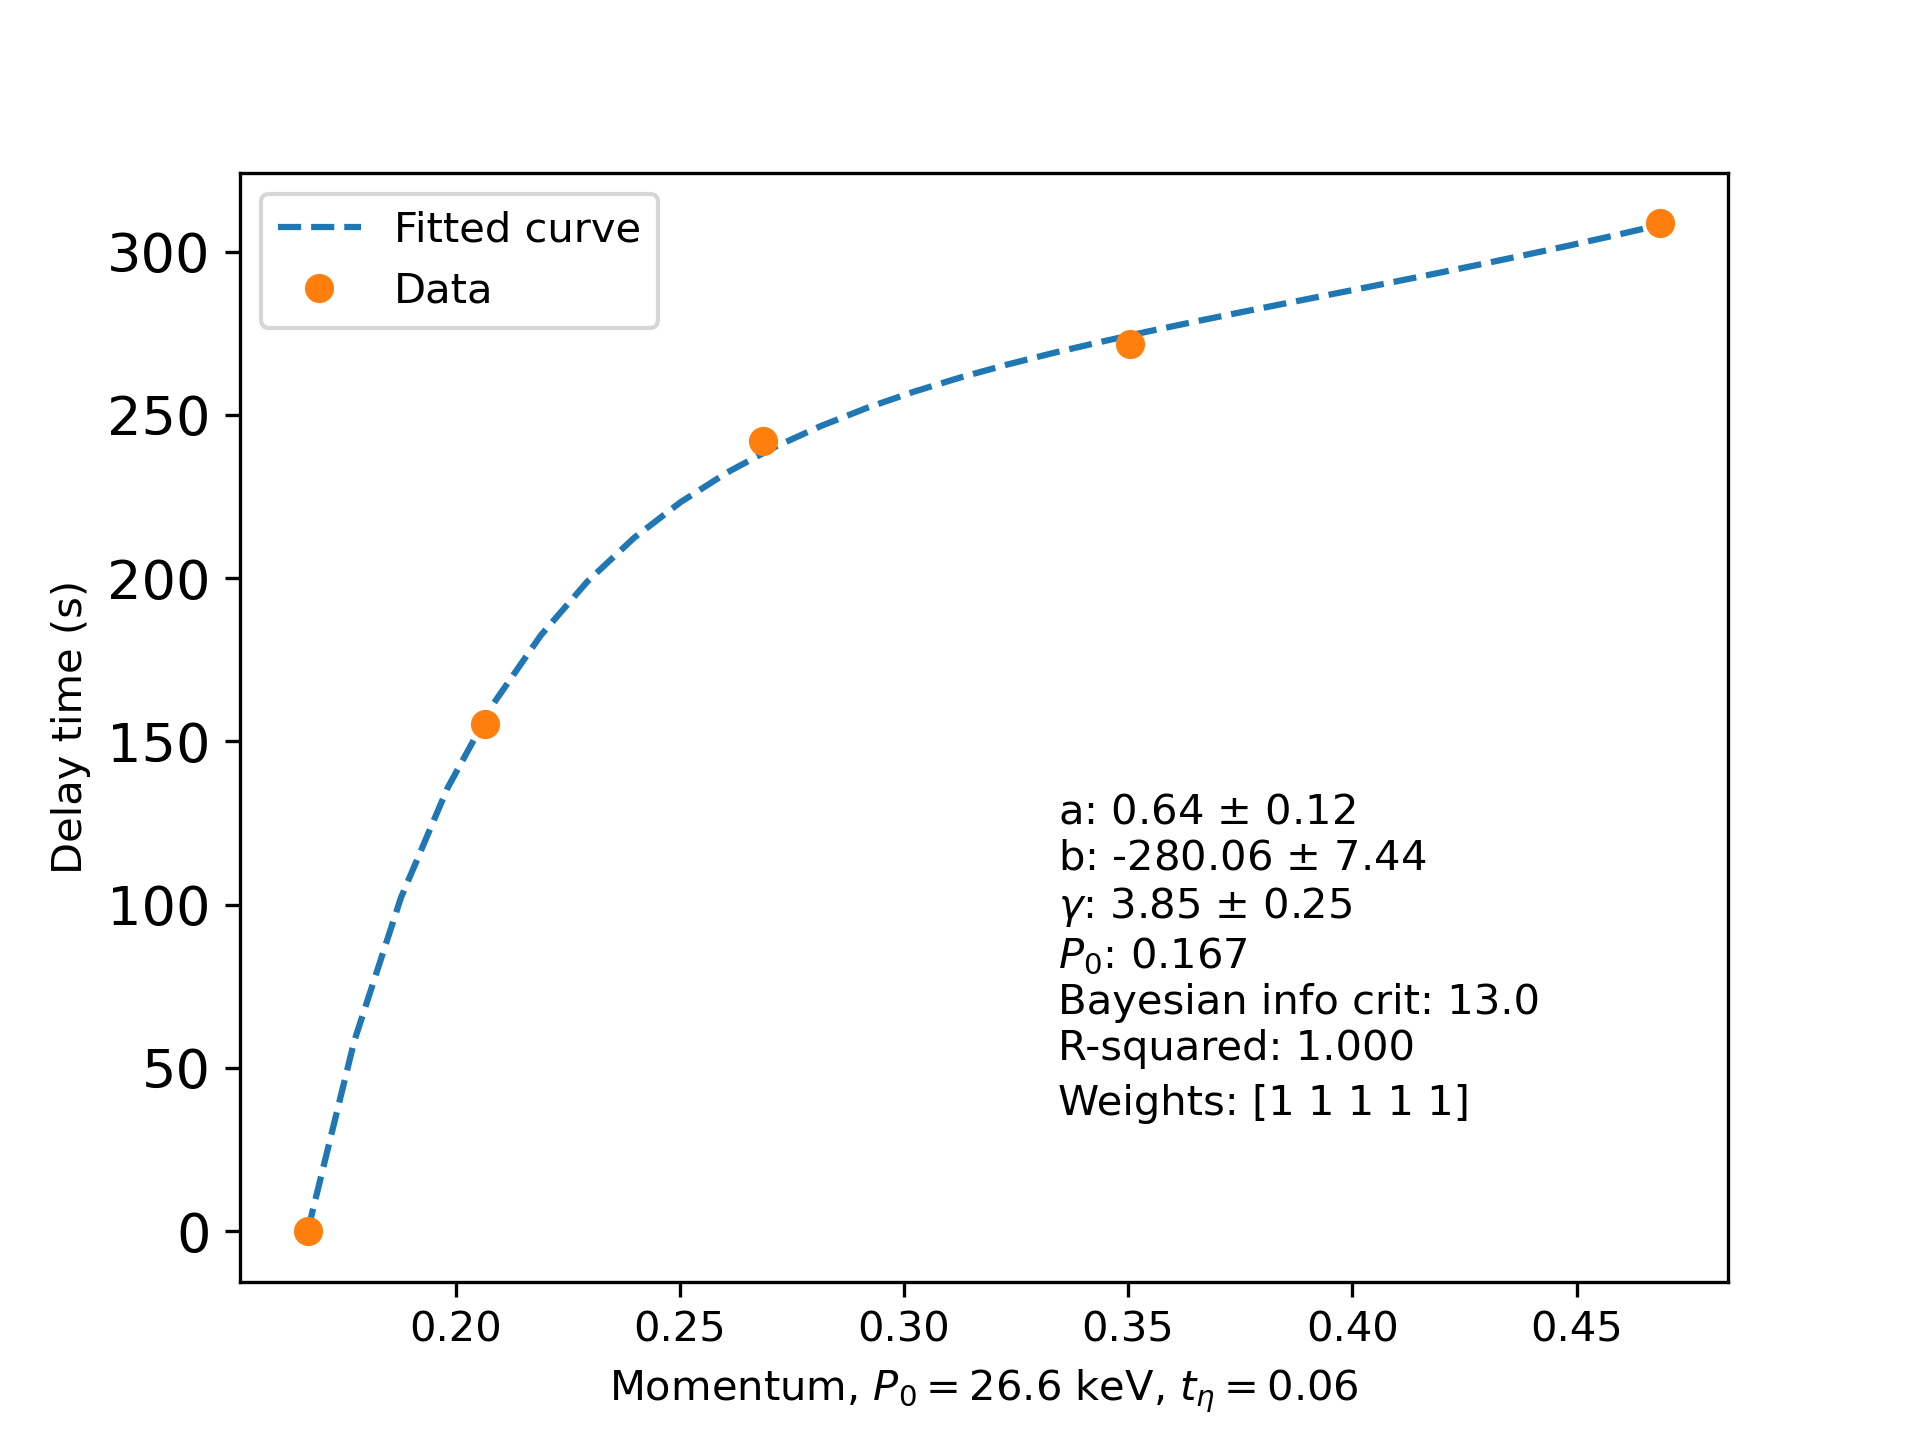 Fitted curve
Data
300
250
200
150
100
50
0
Delay time (s)
a: 0.64 ± 0.12
b: -280.06 ± 7.44
γ: 3.85 ± 0.25
P₀: 0.167
Bayesian info crit: 13.0
R-squared: 1.000
Weights: [1 1 1 1 1]
0.20 0.25 0.30 0.35 0.40 0.45
Momentum, P₀ = 26.6 keV, tη = 0.06